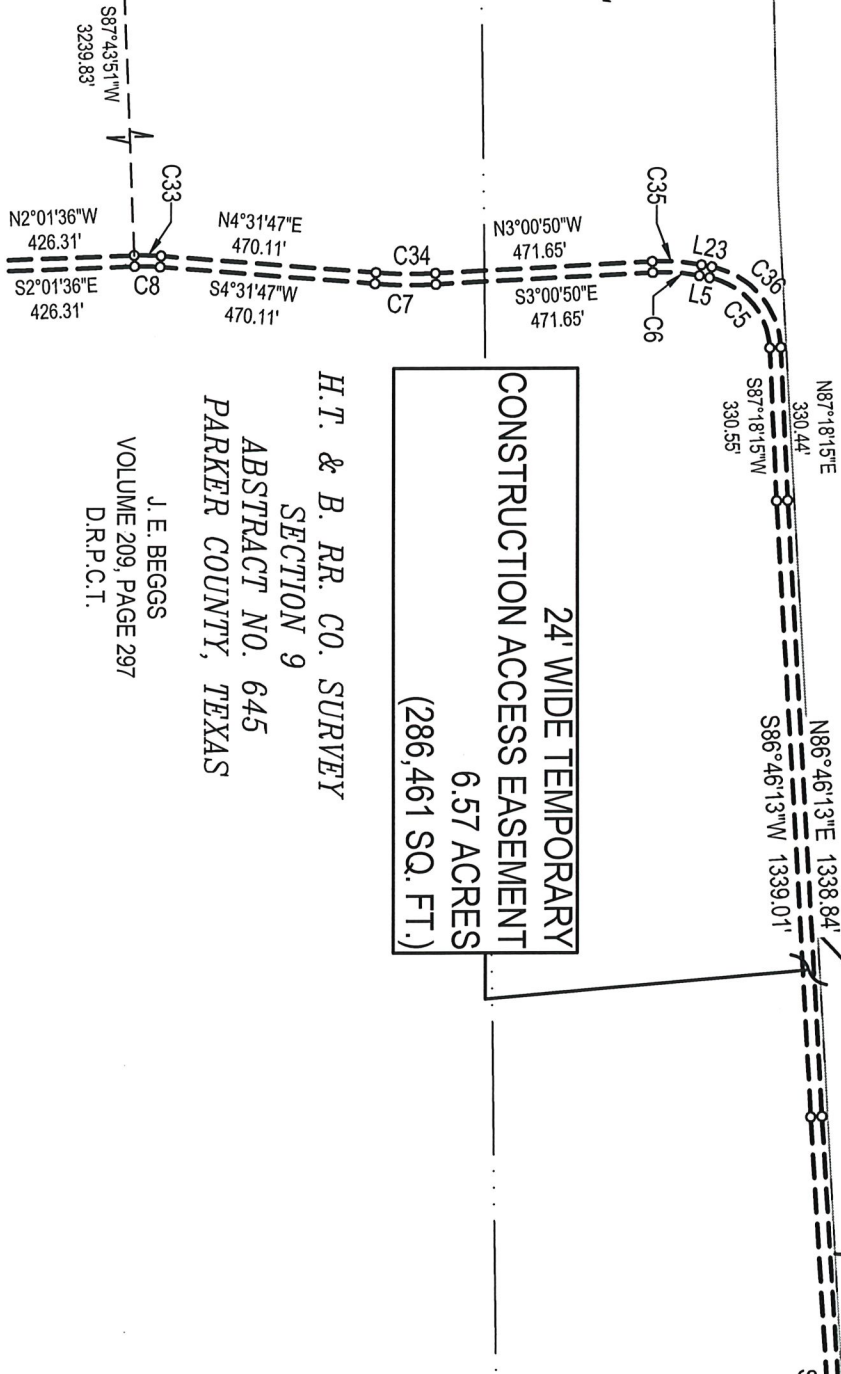 S87°43'51"W
3239.83'
N2°01'36"W
426.31'
S2°01'36"E
426.31'
C33
C8
N4°31'47"E
470.11'
S4°31'47"W
470.11'
C34
C7
N3°00'50"W
471.65'
S3°00'50"E
471.65'
C35
C6
L23
L5
C36
C5
N87°18'15"E
330.44'
S87°18'15"W
330.55'
N86°46'13"E 1338.84'
S86°46'13"W 1339.01'
24' WIDE TEMPORARY
CONSTRUCTION ACCESS EASEMENT
6.57 ACRES
(286,461 SQ. FT.)
H.T. & B. RR. CO. SURVEY
SECTION 9
ABSTRACT NO. 645
PARKER COUNTY, TEXAS
J. E. BEGGS
VOLUME 209, PAGE 297
D.R.P.C.T.